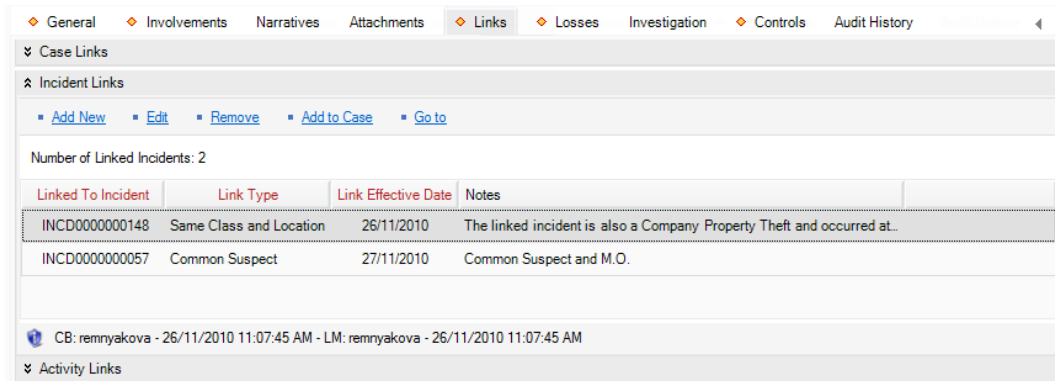 General Involvements Narratives Attachments Links Losses Investigation Controls Audit History
Case Links
Incident Links
Add New Edit Remove Add to Case Go to
Number of Linked Incidents: 2
Linked To Incident Link Type Link Effective Date Notes
INCD0000000148 Same Class and Location 26/11/2010 The linked incident is also a Company Property Theft and occurred at...
INCD0000000057 Common Suspect 27/11/2010 Common Suspect and M.O.
CB: remnyakova - 26/11/2010 11:07:45 AM - LM: remnyakova - 26/11/2010 11:07:45 AM
Activity Links